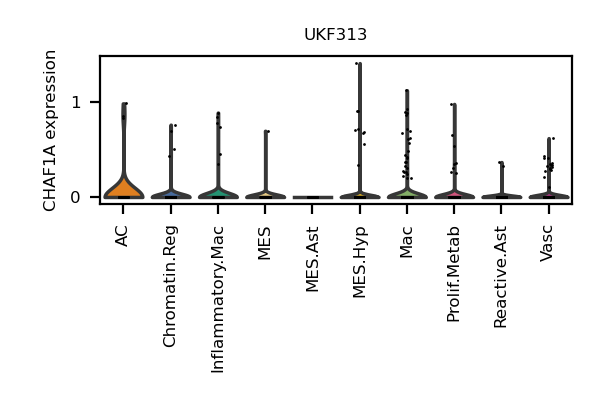 UKF313
CHAF1A expression
1
0
AC
Chromatin.Reg
Inflammatory.Mac
MES
MES.Ast
MES.Hyp
Mac
Prolif.Metab
Reactive.Ast
Vasc